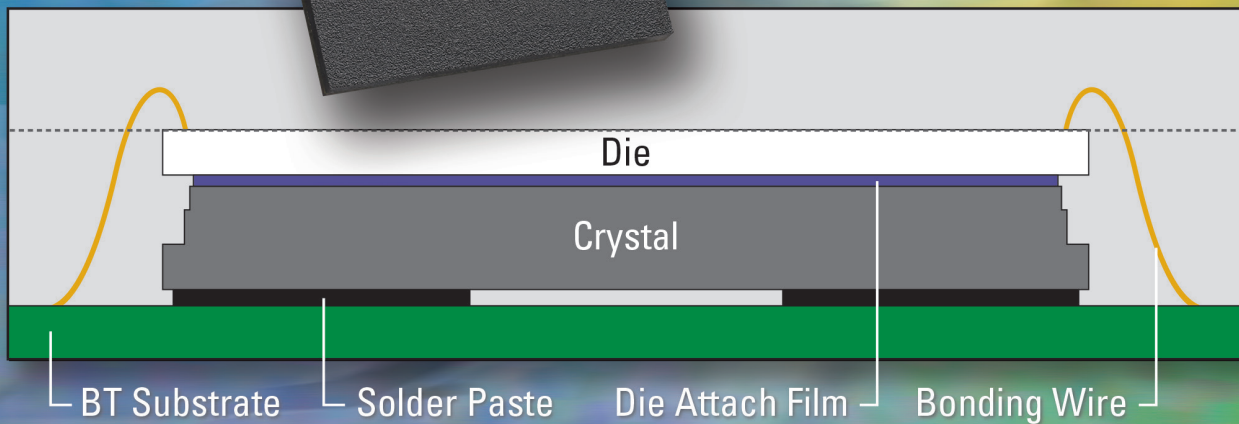 Die
Crystal
BT Substrate
Solder Paste
Die Attach Film
Bonding Wire